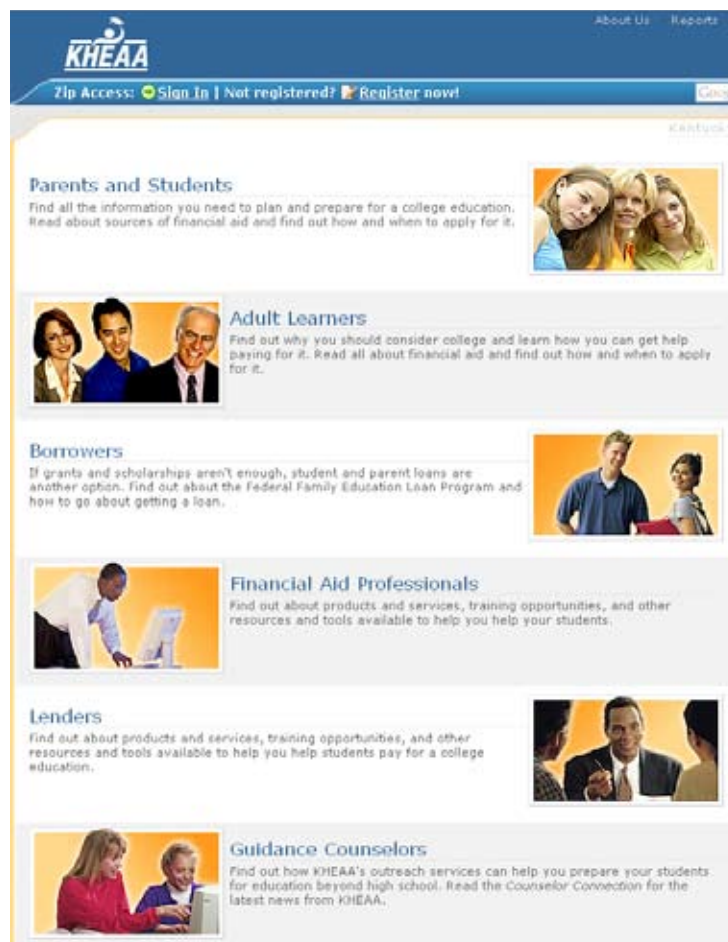 About Us Reports
KHEAA
Zip Access: Sign In | Not registered? Register now!
Parents and Students
Find all the information you need to plan and prepare for a college education.
Read about sources of financial aid and find out how and when to apply for it.
Adult Learners
Find out why you should consider college and learn how you can get help
paying for it. Read all about financial aid and find out how and when to apply
for it.
Borrowers
If grants and scholarships aren't enough, student and parent loans are
another option. Find out about the Federal Family Education Loan Program and
how to go about getting a loan.
Financial Aid Professionals
Find out about products and services, training opportunities, and other
resources and tools available to help you help your students.
Lenders
Find out about products and services, training opportunities, and other
resources and tools available to help you help students pay for a college
education.
Guidance Counselors
Find out how KHEAA's outreach services can help you prepare your students
for education beyond high school. Read the Counselor Connection for the
latest news from KHEAA.